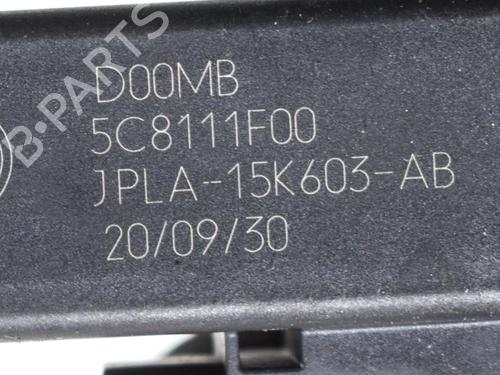 B-PARTS
D00MB
5C8111F00
JPLA-15K603-AB
20/09/30